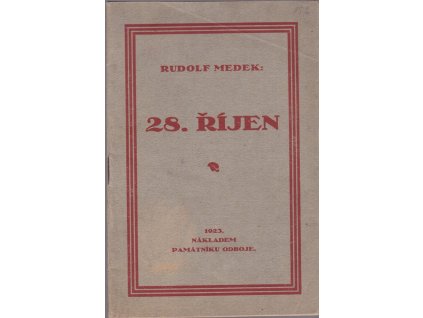 RUDOLF MEDEK:
28. ŘÍJEN
1923.
NÁKLADEM
PAMÁTNÍKU ODBOJE.